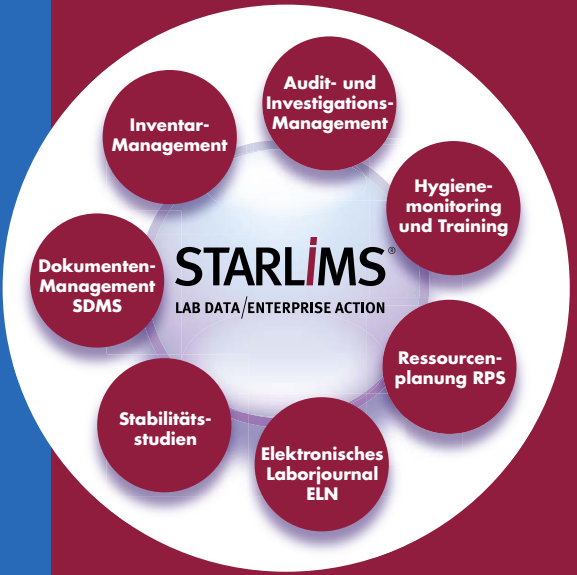 Audit- und
Investigations-
Management
Inventar-
Management
Hygiene-
monitoring
und Training
Dokumenten-
Management
SDMS
STARLiMS®
LAB DATA/ENTERPRISE ACTION
Ressourcen-
planung RPS
Stabilitäts-
studien
Elektronisches
Laborjournal
ELN